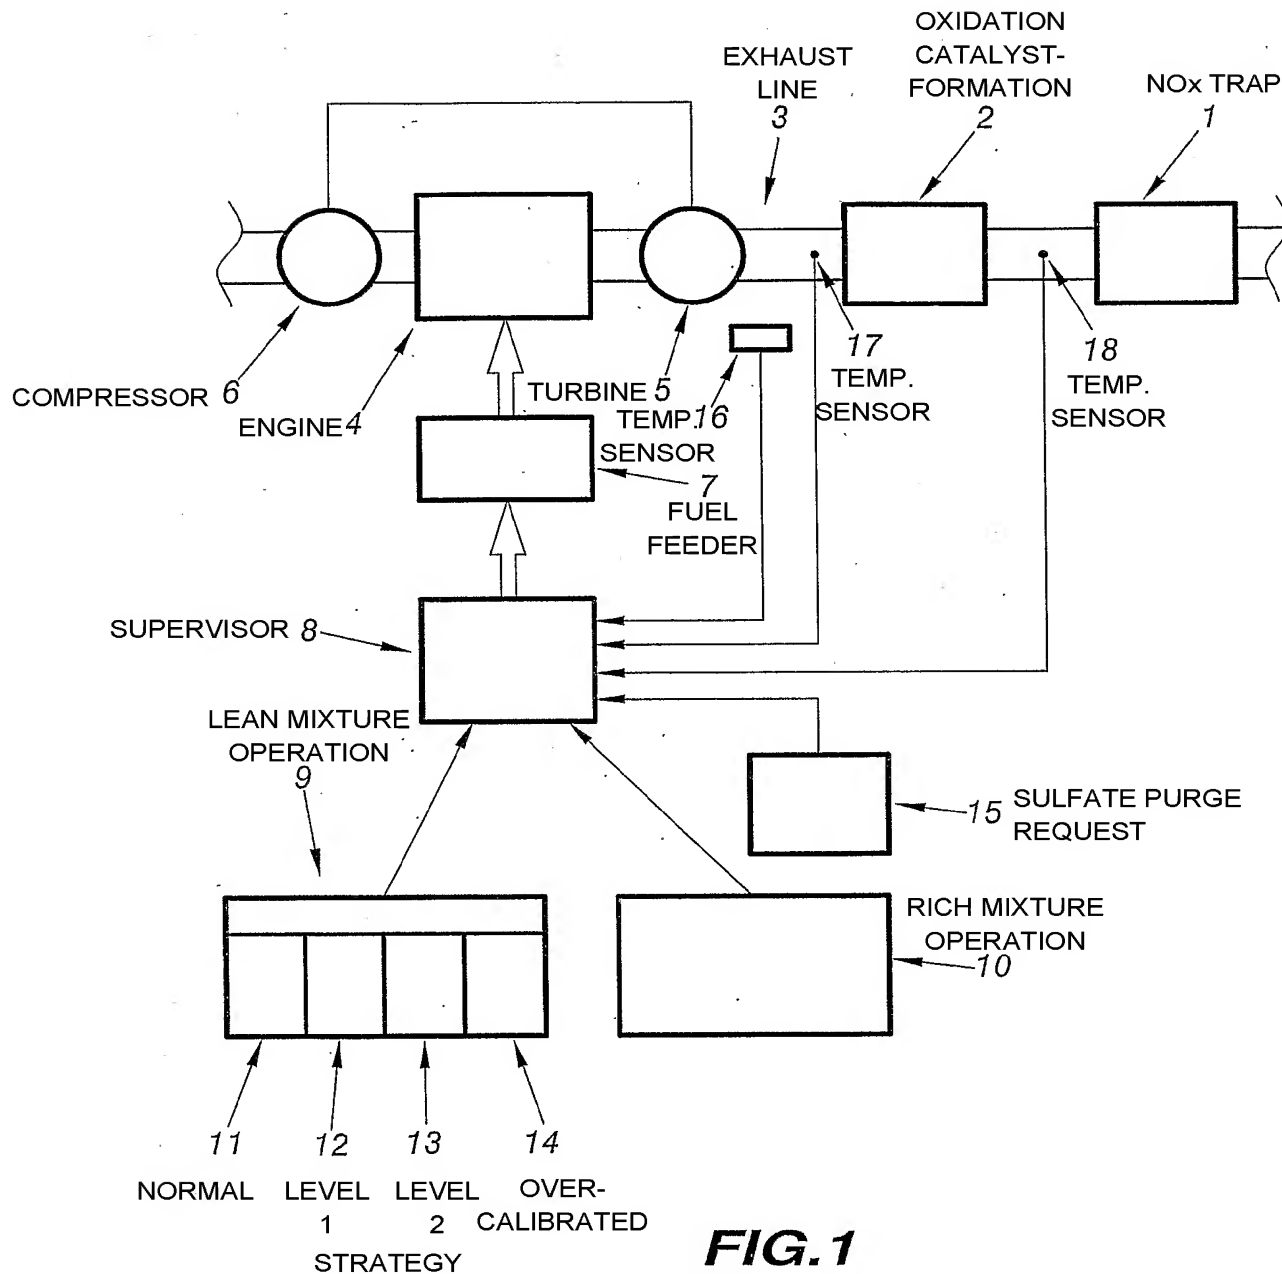 OXIDATION
CATALYST-
FORMATION
2
EXHAUST
LINE
3
NOx TRAP
1
COMPRESSOR 6
ENGINE 4
TURBINE 5
TEMP. 16
SENSOR
17
TEMP.
SENSOR
18
TEMP.
SENSOR
7
FUEL
FEEDER
SUPERVISOR 8
LEAN MIXTURE
OPERATION
9
15 SULFATE PURGE
REQUEST
RICH MIXTURE
OPERATION
10
11 12 13 14
NORMAL LEVEL LEVEL OVER-
1 2 CALIBRATED
STRATEGY
FIG.1